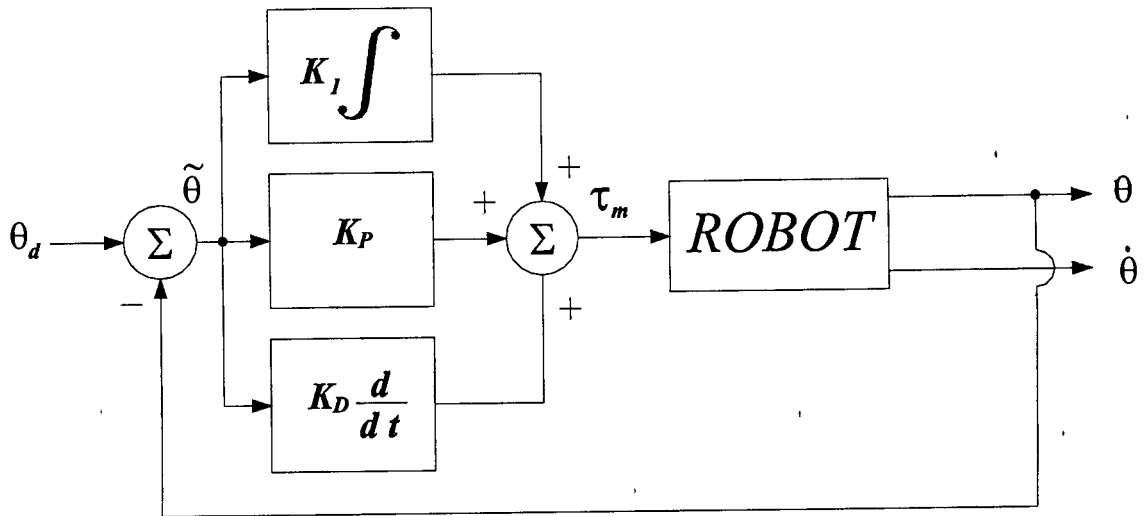 K_I ∫
θ̃
+
θ_d
Σ
−
K_P
+
Σ
τ_m
ROBOT
θ
θ̇
+
K_D d/dt